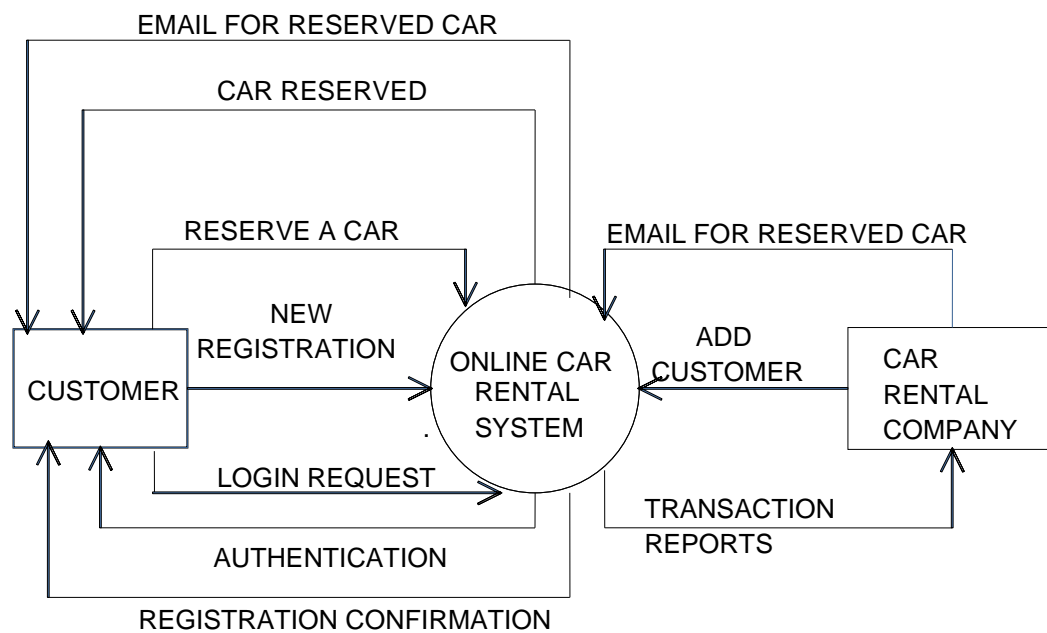 EMAIL FOR RESERVED CAR
CAR RESERVED
RESERVE A CAR
EMAIL FOR RESERVED CAR
NEW
REGISTRATION
ADD
CUSTOMER
CUSTOMER
ONLINE CAR
RENTAL
SYSTEM
.
CAR
RENTAL
COMPANY
LOGIN REQUEST
TRANSACTION
REPORTS
AUTHENTICATION
REGISTRATION CONFIRMATION